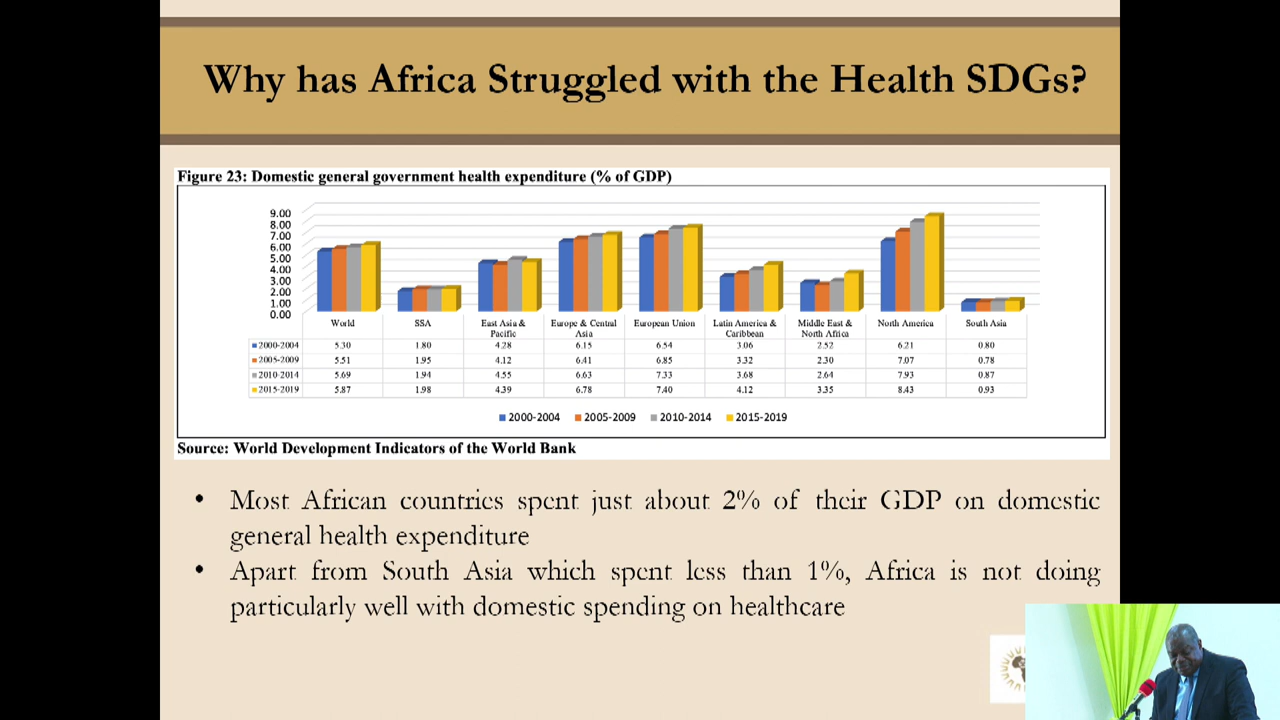 Why has Africa Struggled with the Health SDGs?
Figure 23: Domestic general government health expenditure (% of GDP)
9.00
8.00
7.00
6.00
5.00
4.00
3.00
2.00
1.00
0.00
World SSA East Asia & Pacific Europe & Central Asia European Union Latin America & Caribbean Middle East & North Africa North America South Asia
2000-2004 5.30 1.80 4.28 6.15 6.54 3.06 2.52 6.21 0.80
2005-2009 5.51 1.95 4.12 6.41 6.85 3.32 2.30 7.07 0.78
2010-2014 5.69 1.94 4.55 6.63 7.33 3.68 2.64 7.93 0.87
2015-2019 5.87 1.98 4.39 6.78 7.40 4.12 3.35 8.43 0.93
2000-2004 2005-2009 2010-2014 2015-2019
Source: World Development Indicators of the World Bank
• Most African countries spent just about 2% of their GDP on domestic
general health expenditure
• Apart from South Asia which spent less than 1%, Africa is not doing
particularly well with domestic spending on healthcare